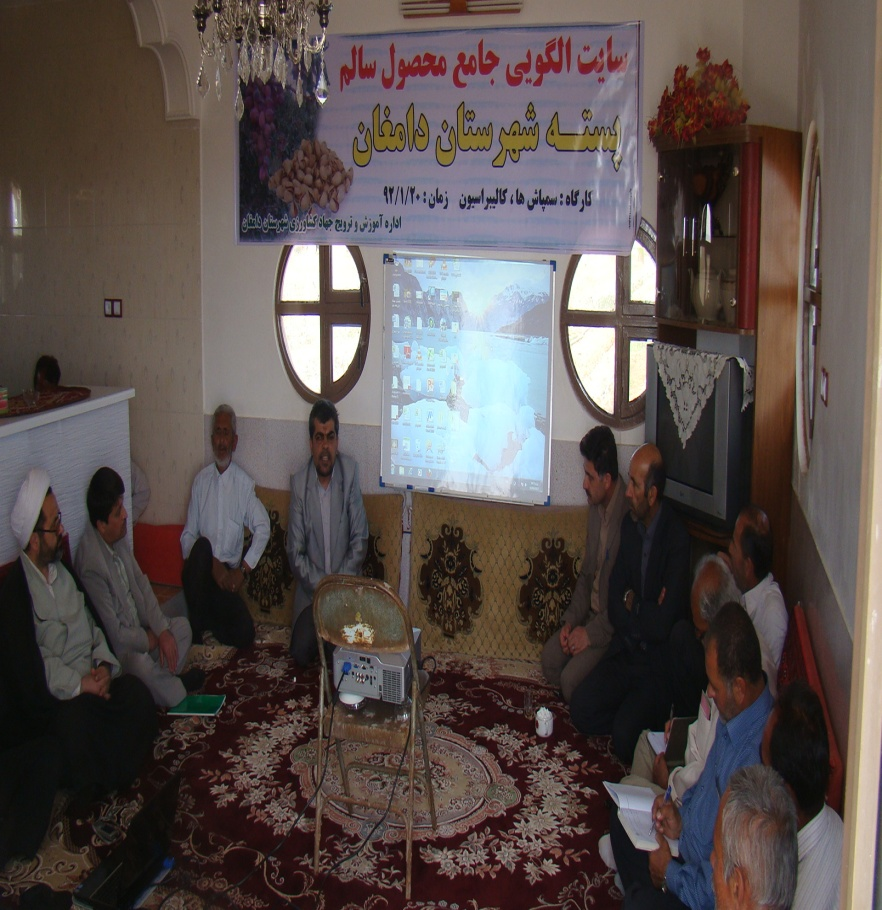 سایت الگویی جامع محصول سالم
پسته شهرستان دامغان
کارگاه : سمپاش ها ، کالیبراسیون زمان : ۹۲/۱/۲۰
اداره آموزش و ترویج جهاد کشاورزی شهرستان دامغان